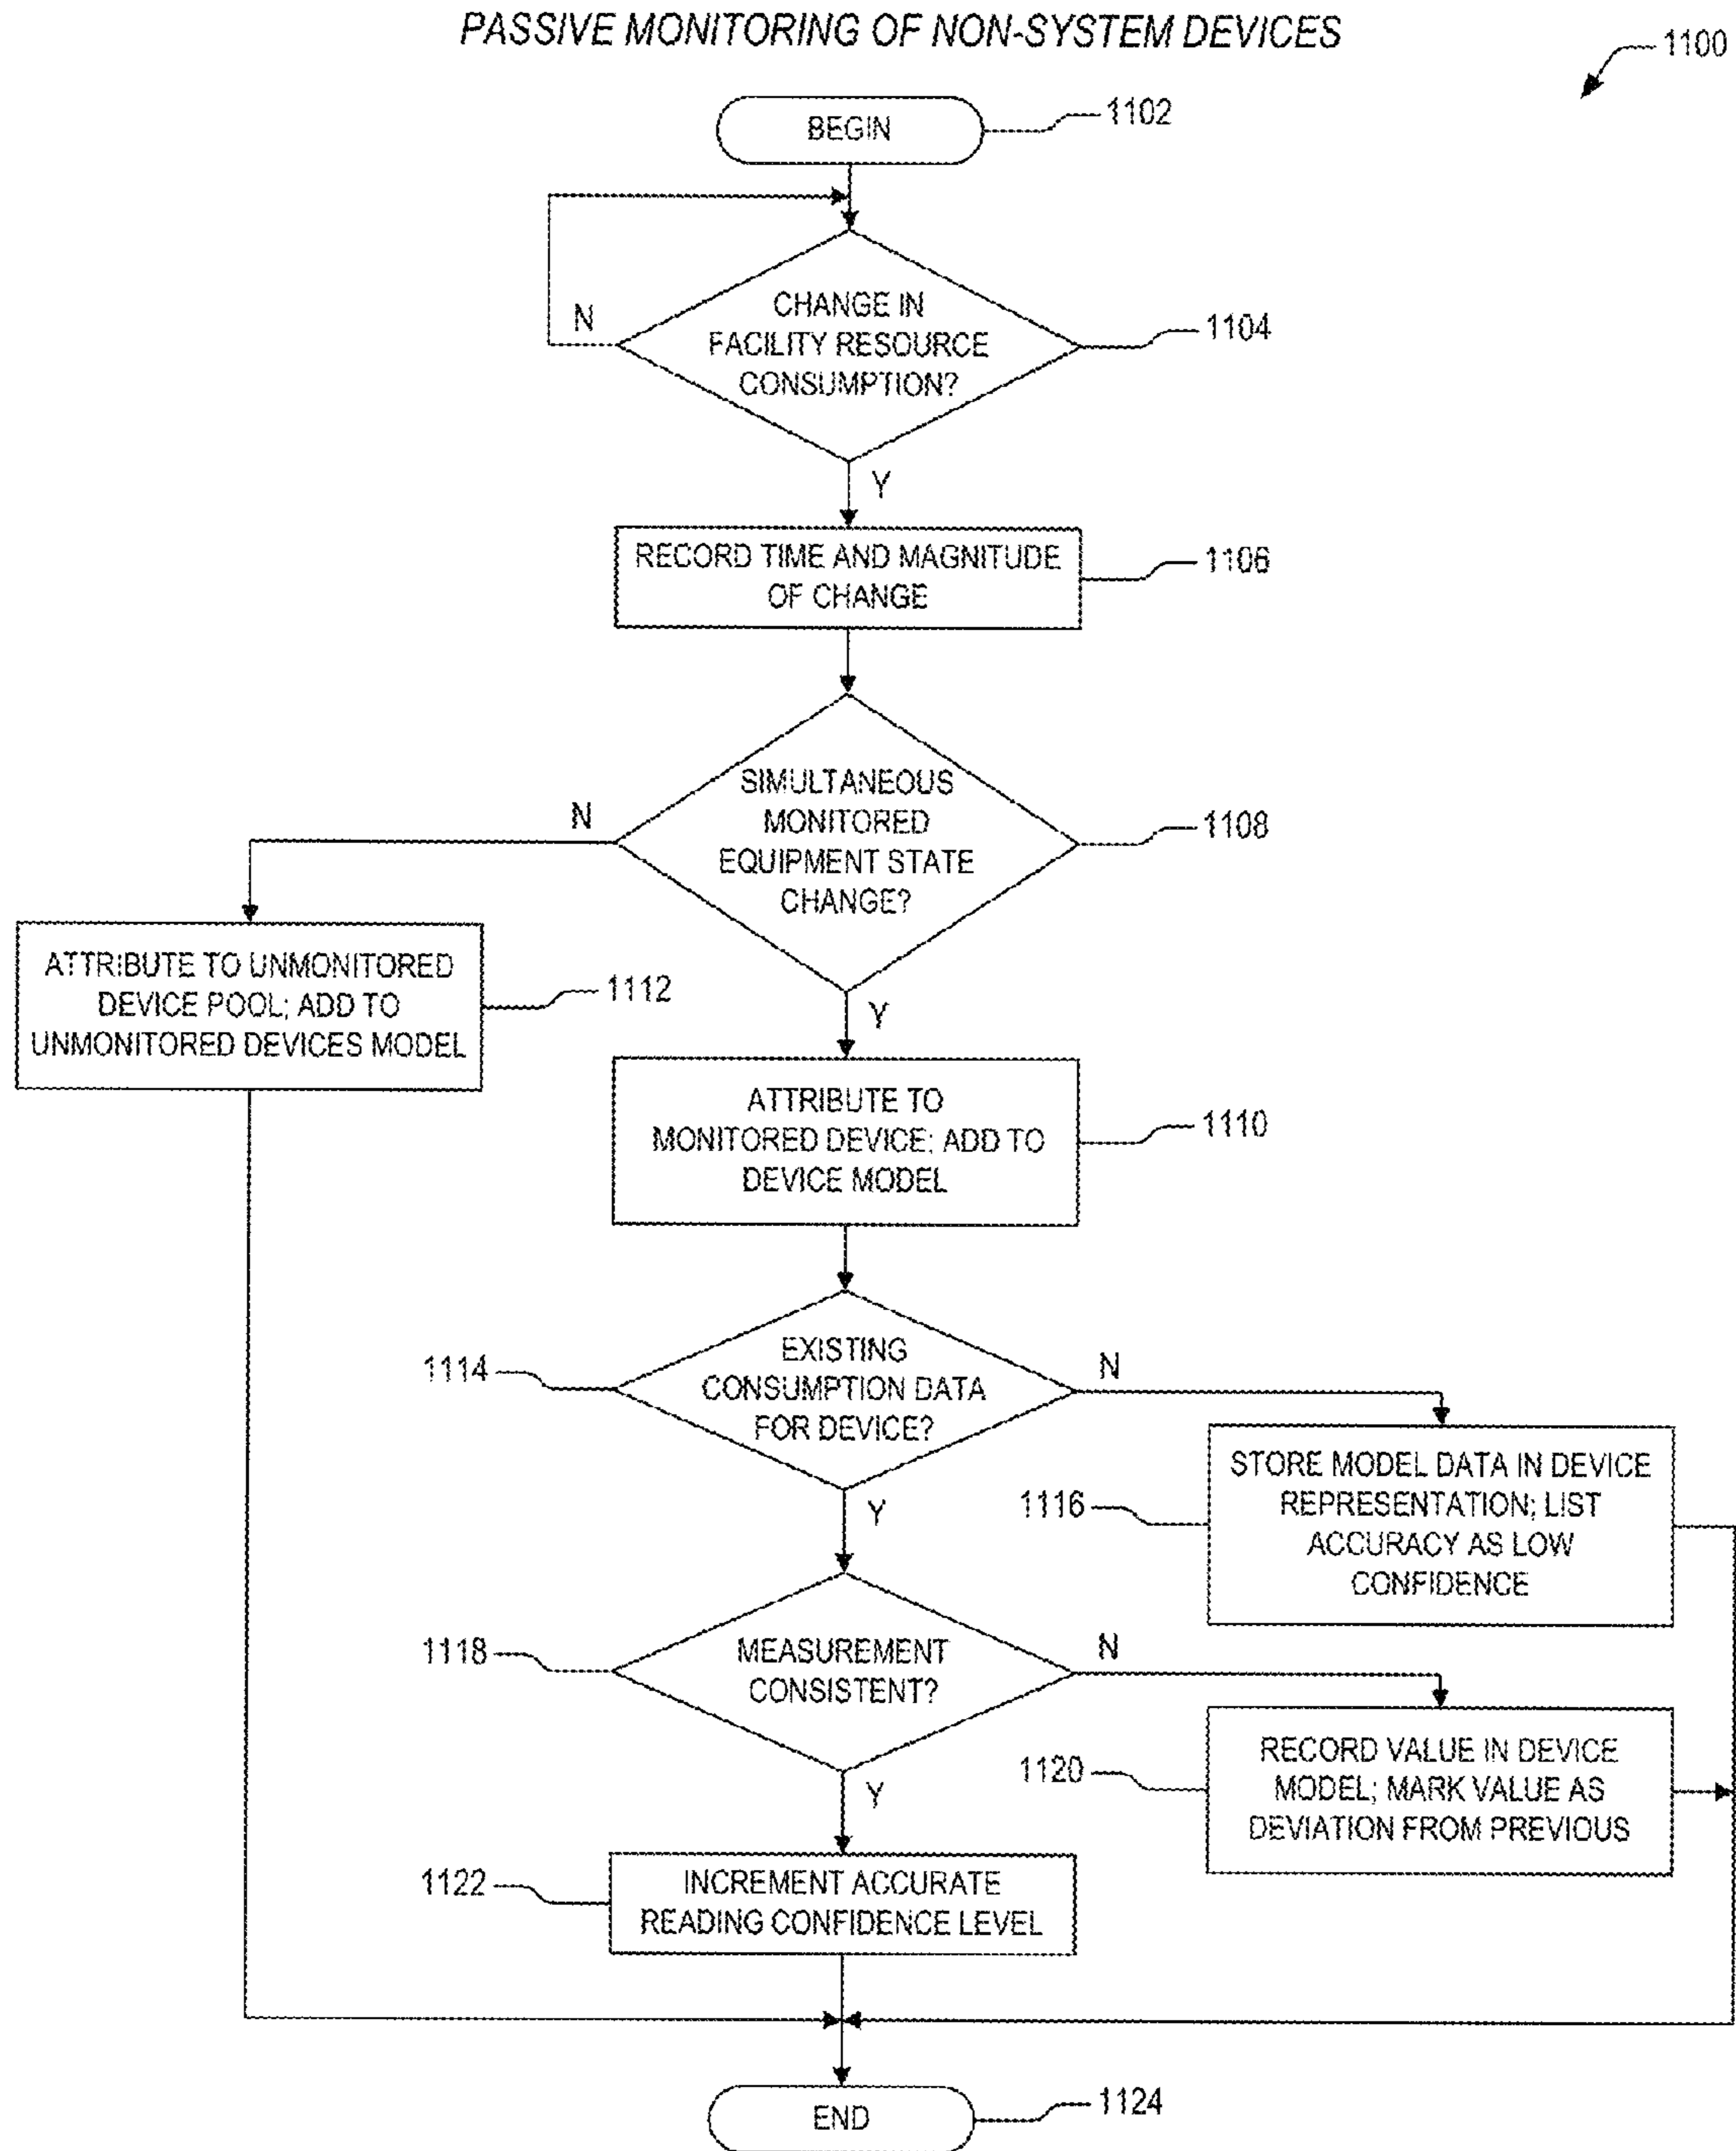 PASSIVE MONITORING OF NON-SYSTEM DEVICES
1100
BEGIN
1102
N
CHANGE IN
FACILITY RESOURCE
CONSUMPTION?
1104
Y
RECORD TIME AND MAGNITUDE
OF CHANGE
1106
N
SIMULTANEOUS
MONITORED
EQUIPMENT STATE
CHANGE?
1108
ATTRIBUTE TO UNMONITORED
DEVICE POOL; ADD TO
UNMONITORED DEVICES MODEL
1112
Y
ATTRIBUTE TO
MONITORED DEVICE; ADD TO
DEVICE MODEL
1110
1114
EXISTING
CONSUMPTION DATA
FOR DEVICE?
N
Y
1116
STORE MODEL DATA IN DEVICE
REPRESENTATION; LIST
ACCURACY AS LOW
CONFIDENCE
1118
MEASUREMENT
CONSISTENT?
N
Y
1120
RECORD VALUE IN DEVICE
MODEL; MARK VALUE AS
DEVIATION FROM PREVIOUS
1122
INCREMENT ACCURATE
READING CONFIDENCE LEVEL
END
1124